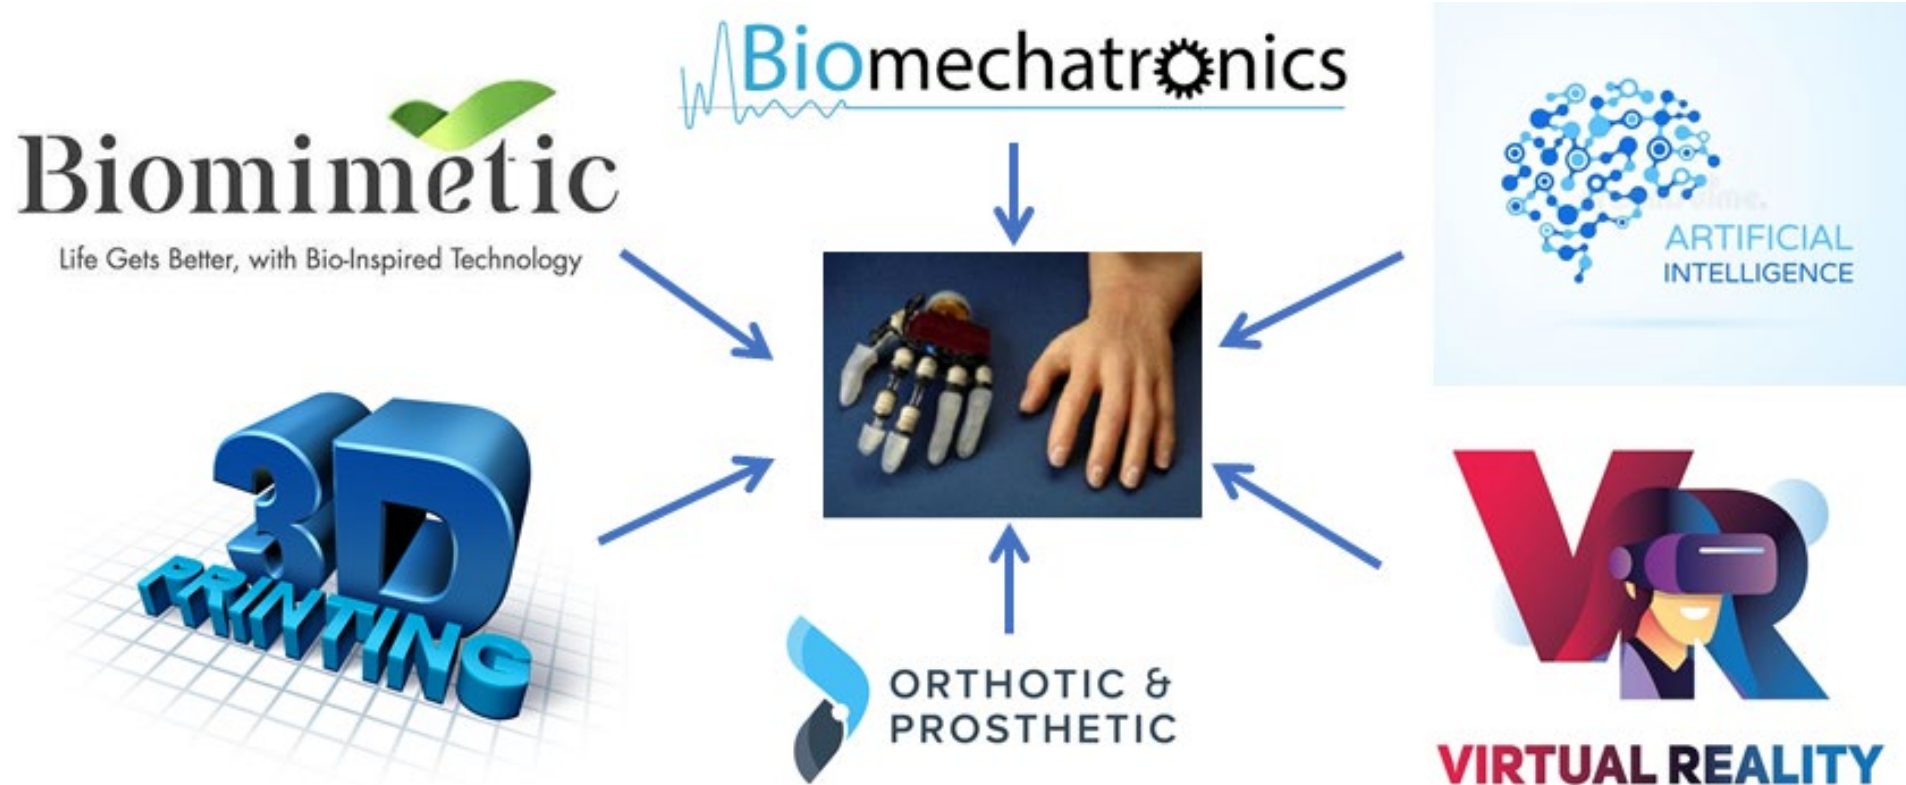 Biomechatronics
Biomimetic
Life Gets Better, with Bio-Inspired Technology
ARTIFICIAL
INTELLIGENCE
3D
PRINTING
ORTHOTIC &
PROSTHETIC
VR
VIRTUAL REALITY